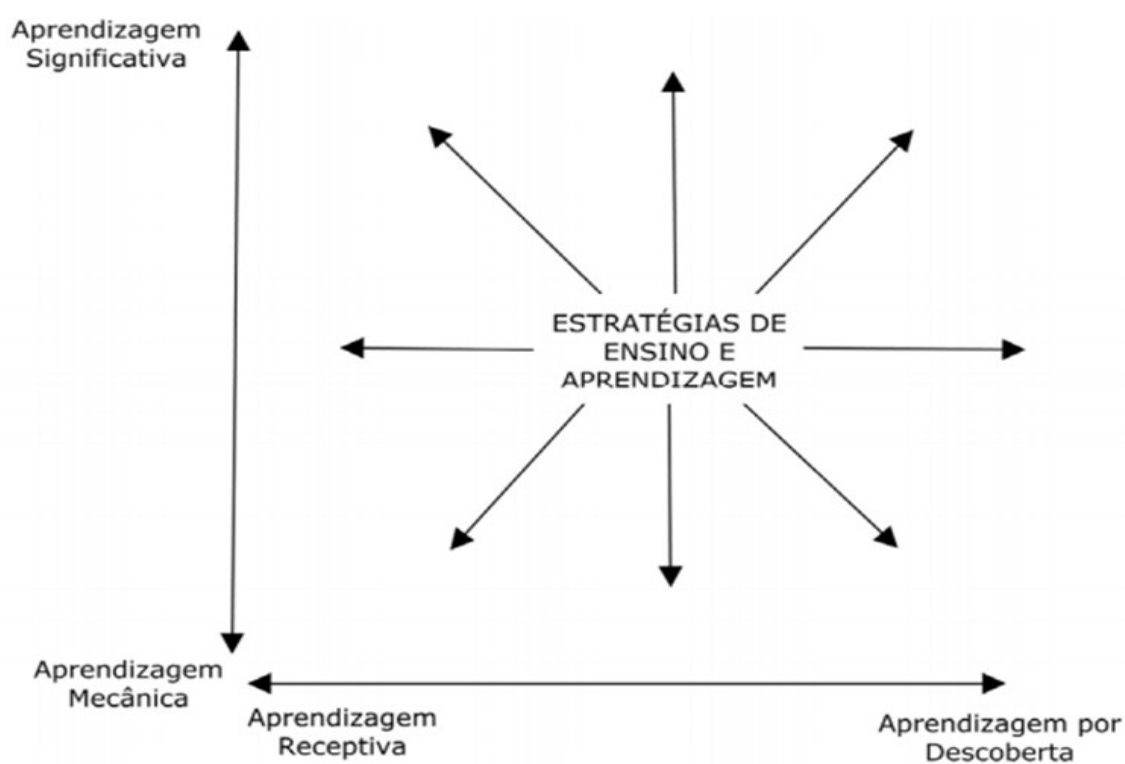 Aprendizagem
Significativa
ESTRATÉGIAS DE
ENSINO E
APRENDIZAGEM
Aprendizagem
Mecânica
Aprendizagem
Receptiva
Aprendizagem por
Descoberta